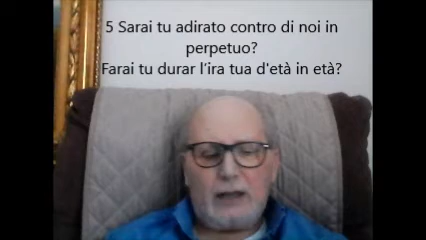 5 Sarai tu adirato contro di noi in
perpetuo?
Farai tu durar l'ira tua d'età in età?